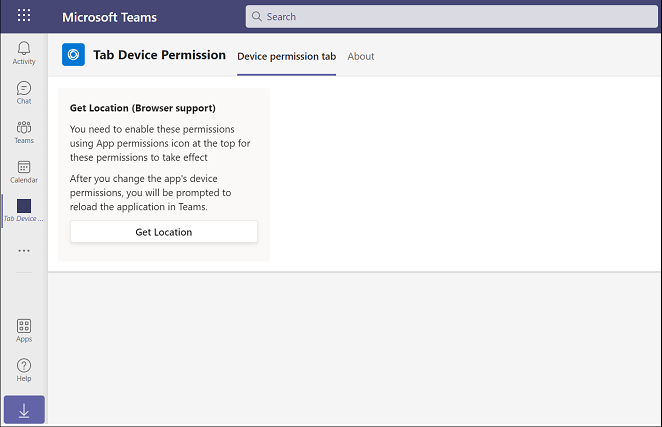 Microsoft Teams
Search
Activity
Chat
Teams
Calendar
Tab Device ...
Apps
Help
Tab Device Permission
Device permission tab
About
Get Location (Browser support)
You need to enable these permissions
using App permissions icon at the top for
these permissions to take effect
After you change the app's device
permissions, you will be prompted to
reload the application in Teams.
Get Location